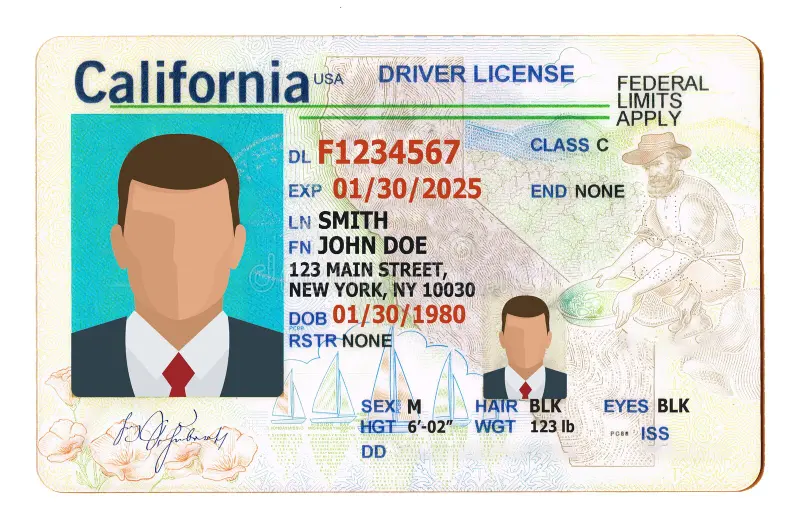 California USA DRIVER LICENSE
FEDERAL
LIMITS
APPLY
DL F1234567
CLASS C
EXP 01/30/2025
END NONE
LN SMITH
FN JOHN DOE
123 MAIN STREET,
NEW YORK, NY 10030
DOB 01/30/1980
RSTR NONE
SEX M HAIR BLK EYES BLK
HGT 6'-02" WGT 123 lb
ISS
DD